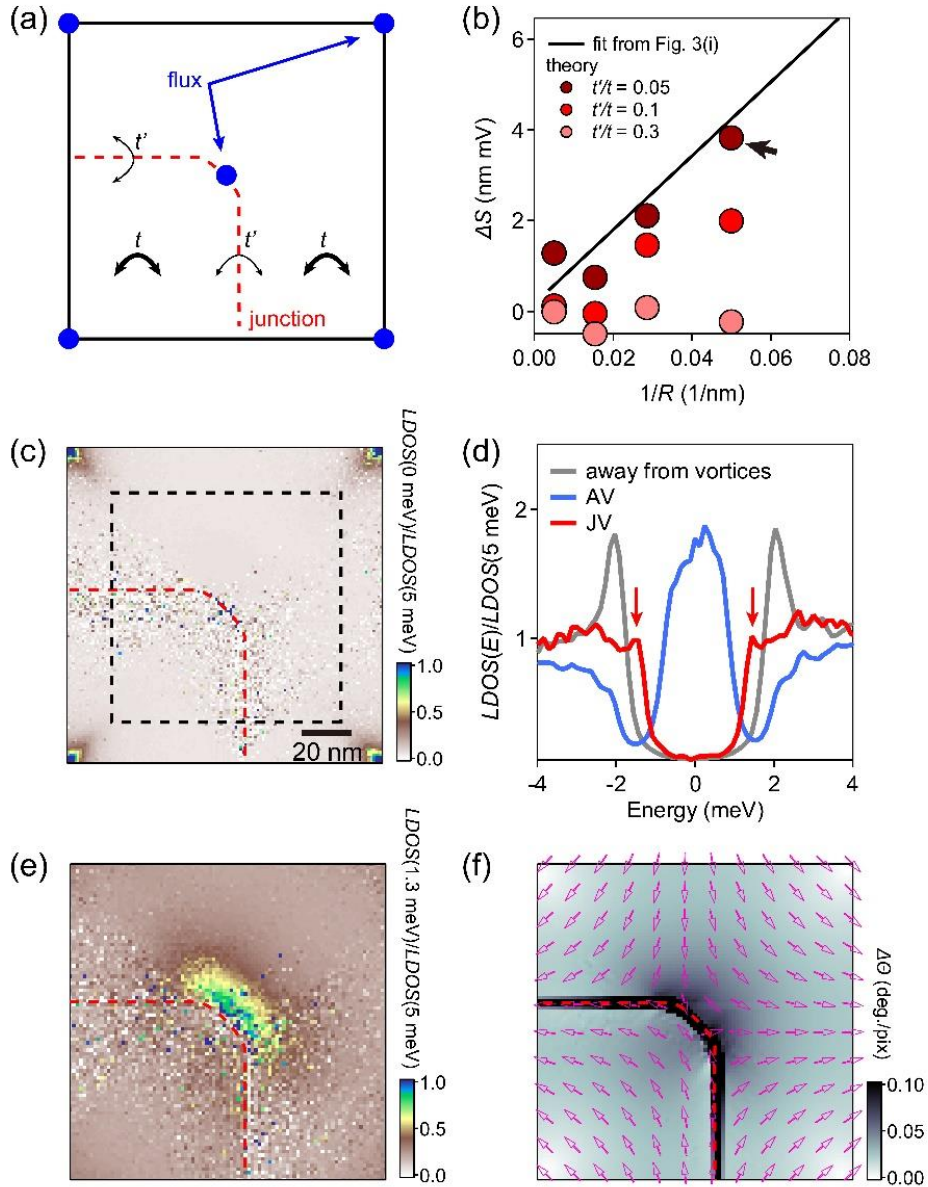 (a)
flux
t'
t
t'
t
junction
(b)
ΔS (nm mV)
6
4
2
0
fit from Fig. 3(i)
theory
t'/t = 0.05
t'/t = 0.1
t'/t = 0.3
0.00 0.02 0.04 0.06 0.08
1/R (1/nm)
(c)
20 nm
LDOS(0 meV)/LDOS(5 meV)
1.0
0.5
0.0
(d)
LDOS(E)/LDOS(5 meV)
2
1
away from vortices
AV
JV
-4 -2 0 2 4
Energy (meV)
(e)
LDOS(1.3 meV)/LDOS(5 meV)
1.0
0.5
0.0
(f)
ΔΘ (deg./pix)
0.10
0.05
0.00